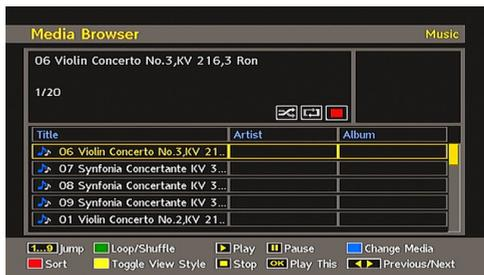 Media Browser Music
06 Violin Concerto No.3,KV 216,3 Ron
1/20
Title Artist Album
06 Violin Concerto No.3,KV 21..
07 Synfonia Concertante KV 3...
08 Synfonia Concertante KV 3...
09 Synfonia Concertante KV 3...
01 Violin Concerto No.2,KV 21..
1...9 Jump Loop/Shuffle Play Pause Change Media
Sort Toggle View Style Stop OK Play This Previous/Next